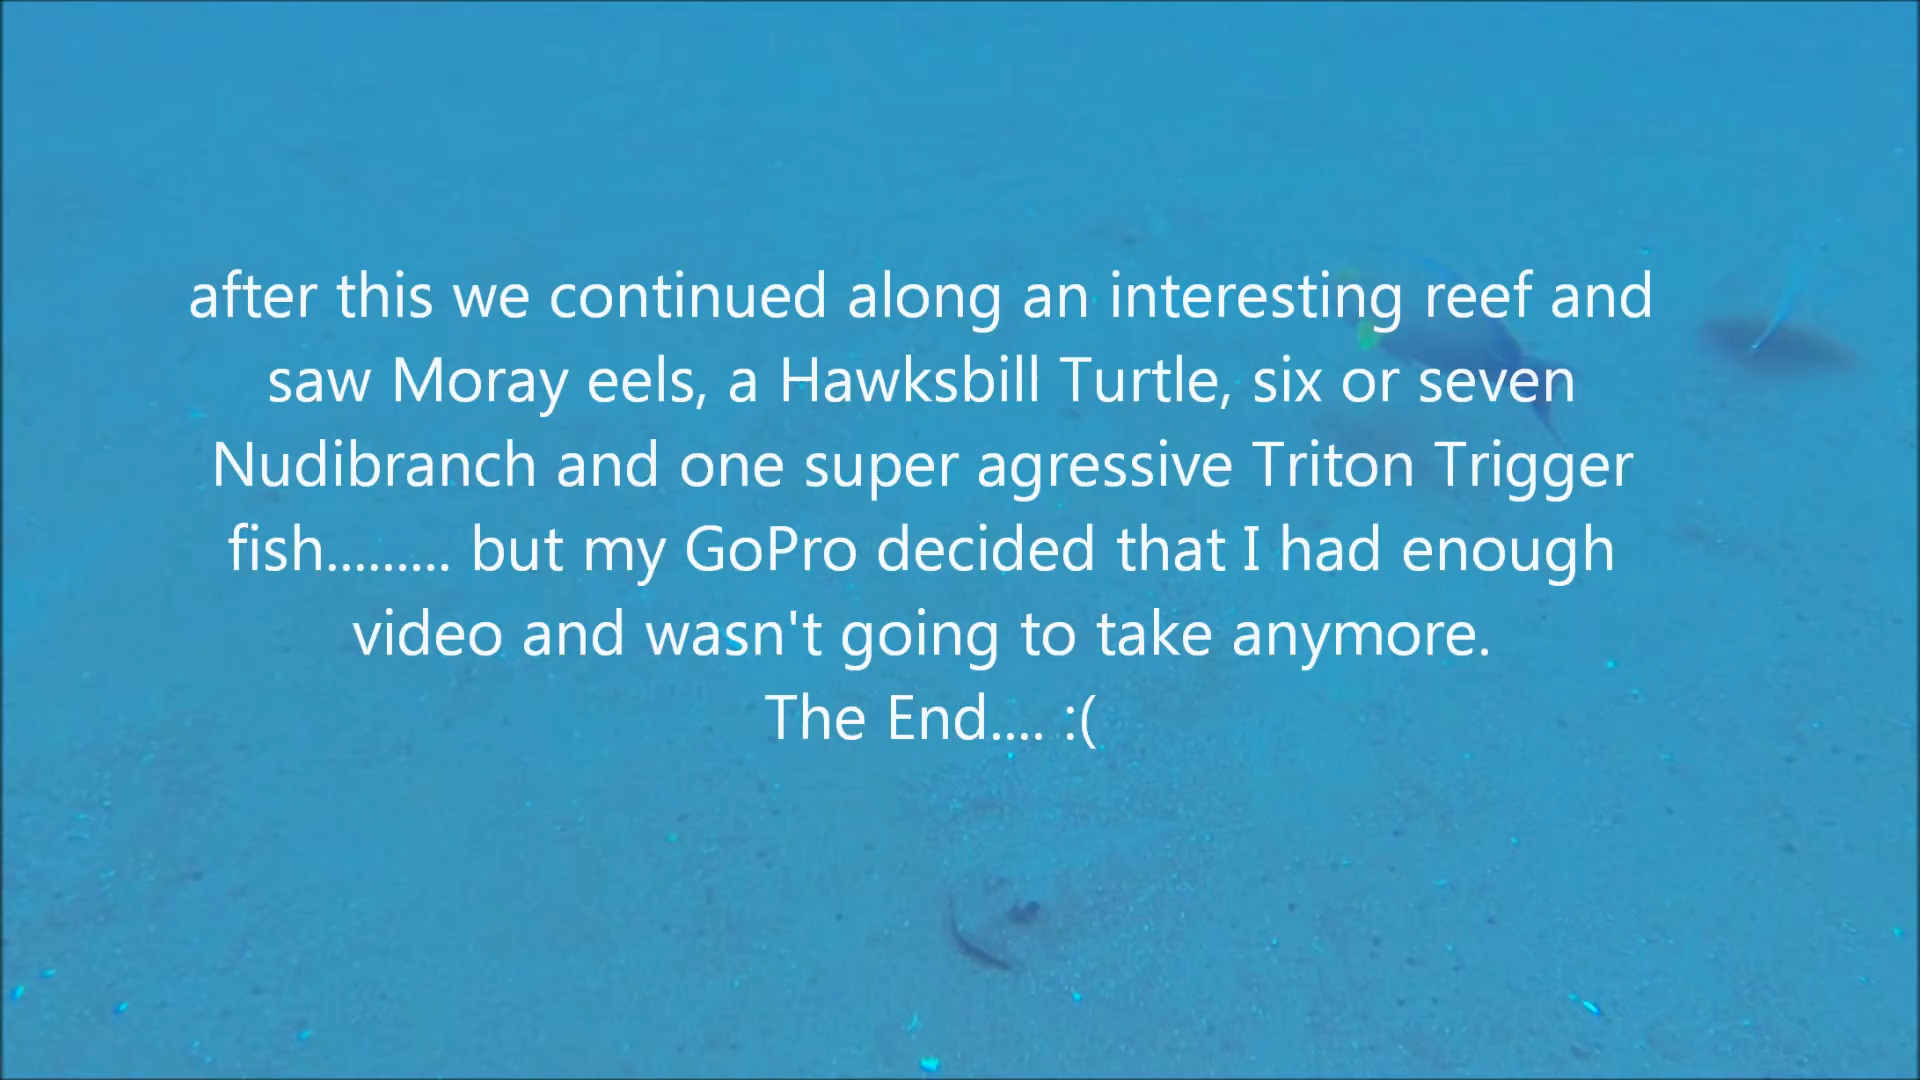 after this we continued along an interesting reef and
saw Moray eels, a Hawksbill Turtle, six or seven
Nudibranch and one super agressive Triton Trigger
fish......... but my GoPro decided that I had enough
video and wasn't going to take anymore.
The End.... :(